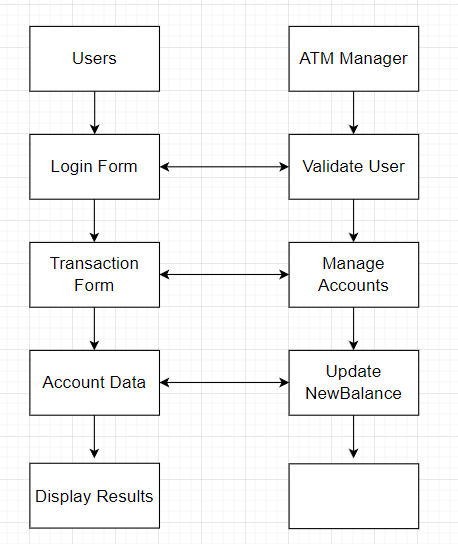 Users
ATM Manager
Login Form
Validate User
Transaction
Form
Manage
Accounts
Account Data
Update
NewBalance
Display Results